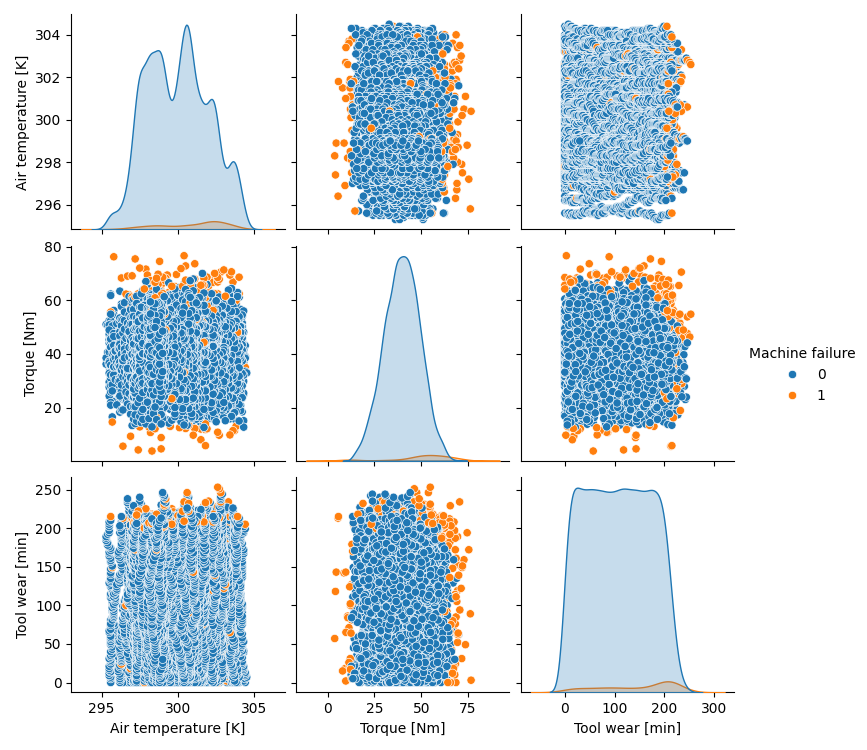 304
302
300
298
296
Air temperature [K]
80
60
40
20
Torque [Nm]
Machine failure
0
1
250
200
150
100
50
0
Tool wear [min]
295 300 305 0 25 50 75 0 100 200 300
Air temperature [K] Torque [Nm] Tool wear [min]